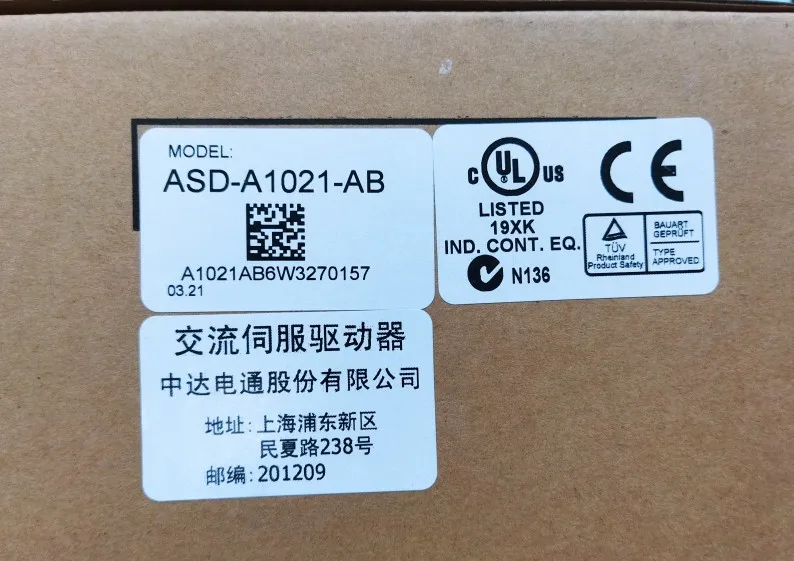 MODEL:
ASD-A1021-AB
A1021AB6W3270157
03.21
c UL US
LISTED
19XK
IND. CONT. EQ.
N136
CE
TÜV
Rheinland
Product Safety
BAUART
GEPRÜFT
TYPE
APPROVED
交流伺服驱动器
中达电通股份有限公司
地址:上海浦东新区
民夏路238号
邮编:201209